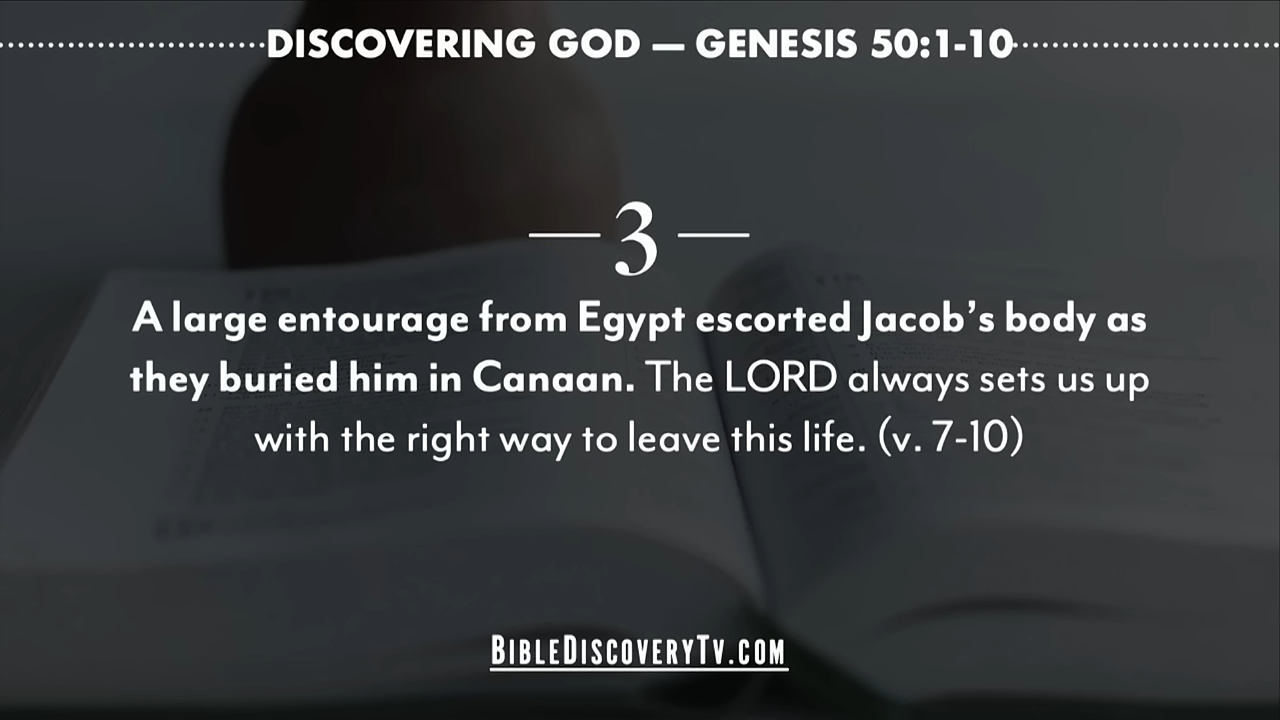 DISCOVERING GOD — GENESIS 50:1-10
3
A large entourage from Egypt escorted Jacob’s body as
they buried him in Canaan. The LORD always sets us up
with the right way to leave this life. (v. 7-10)
BIBLEDISCOVERYTV.COM